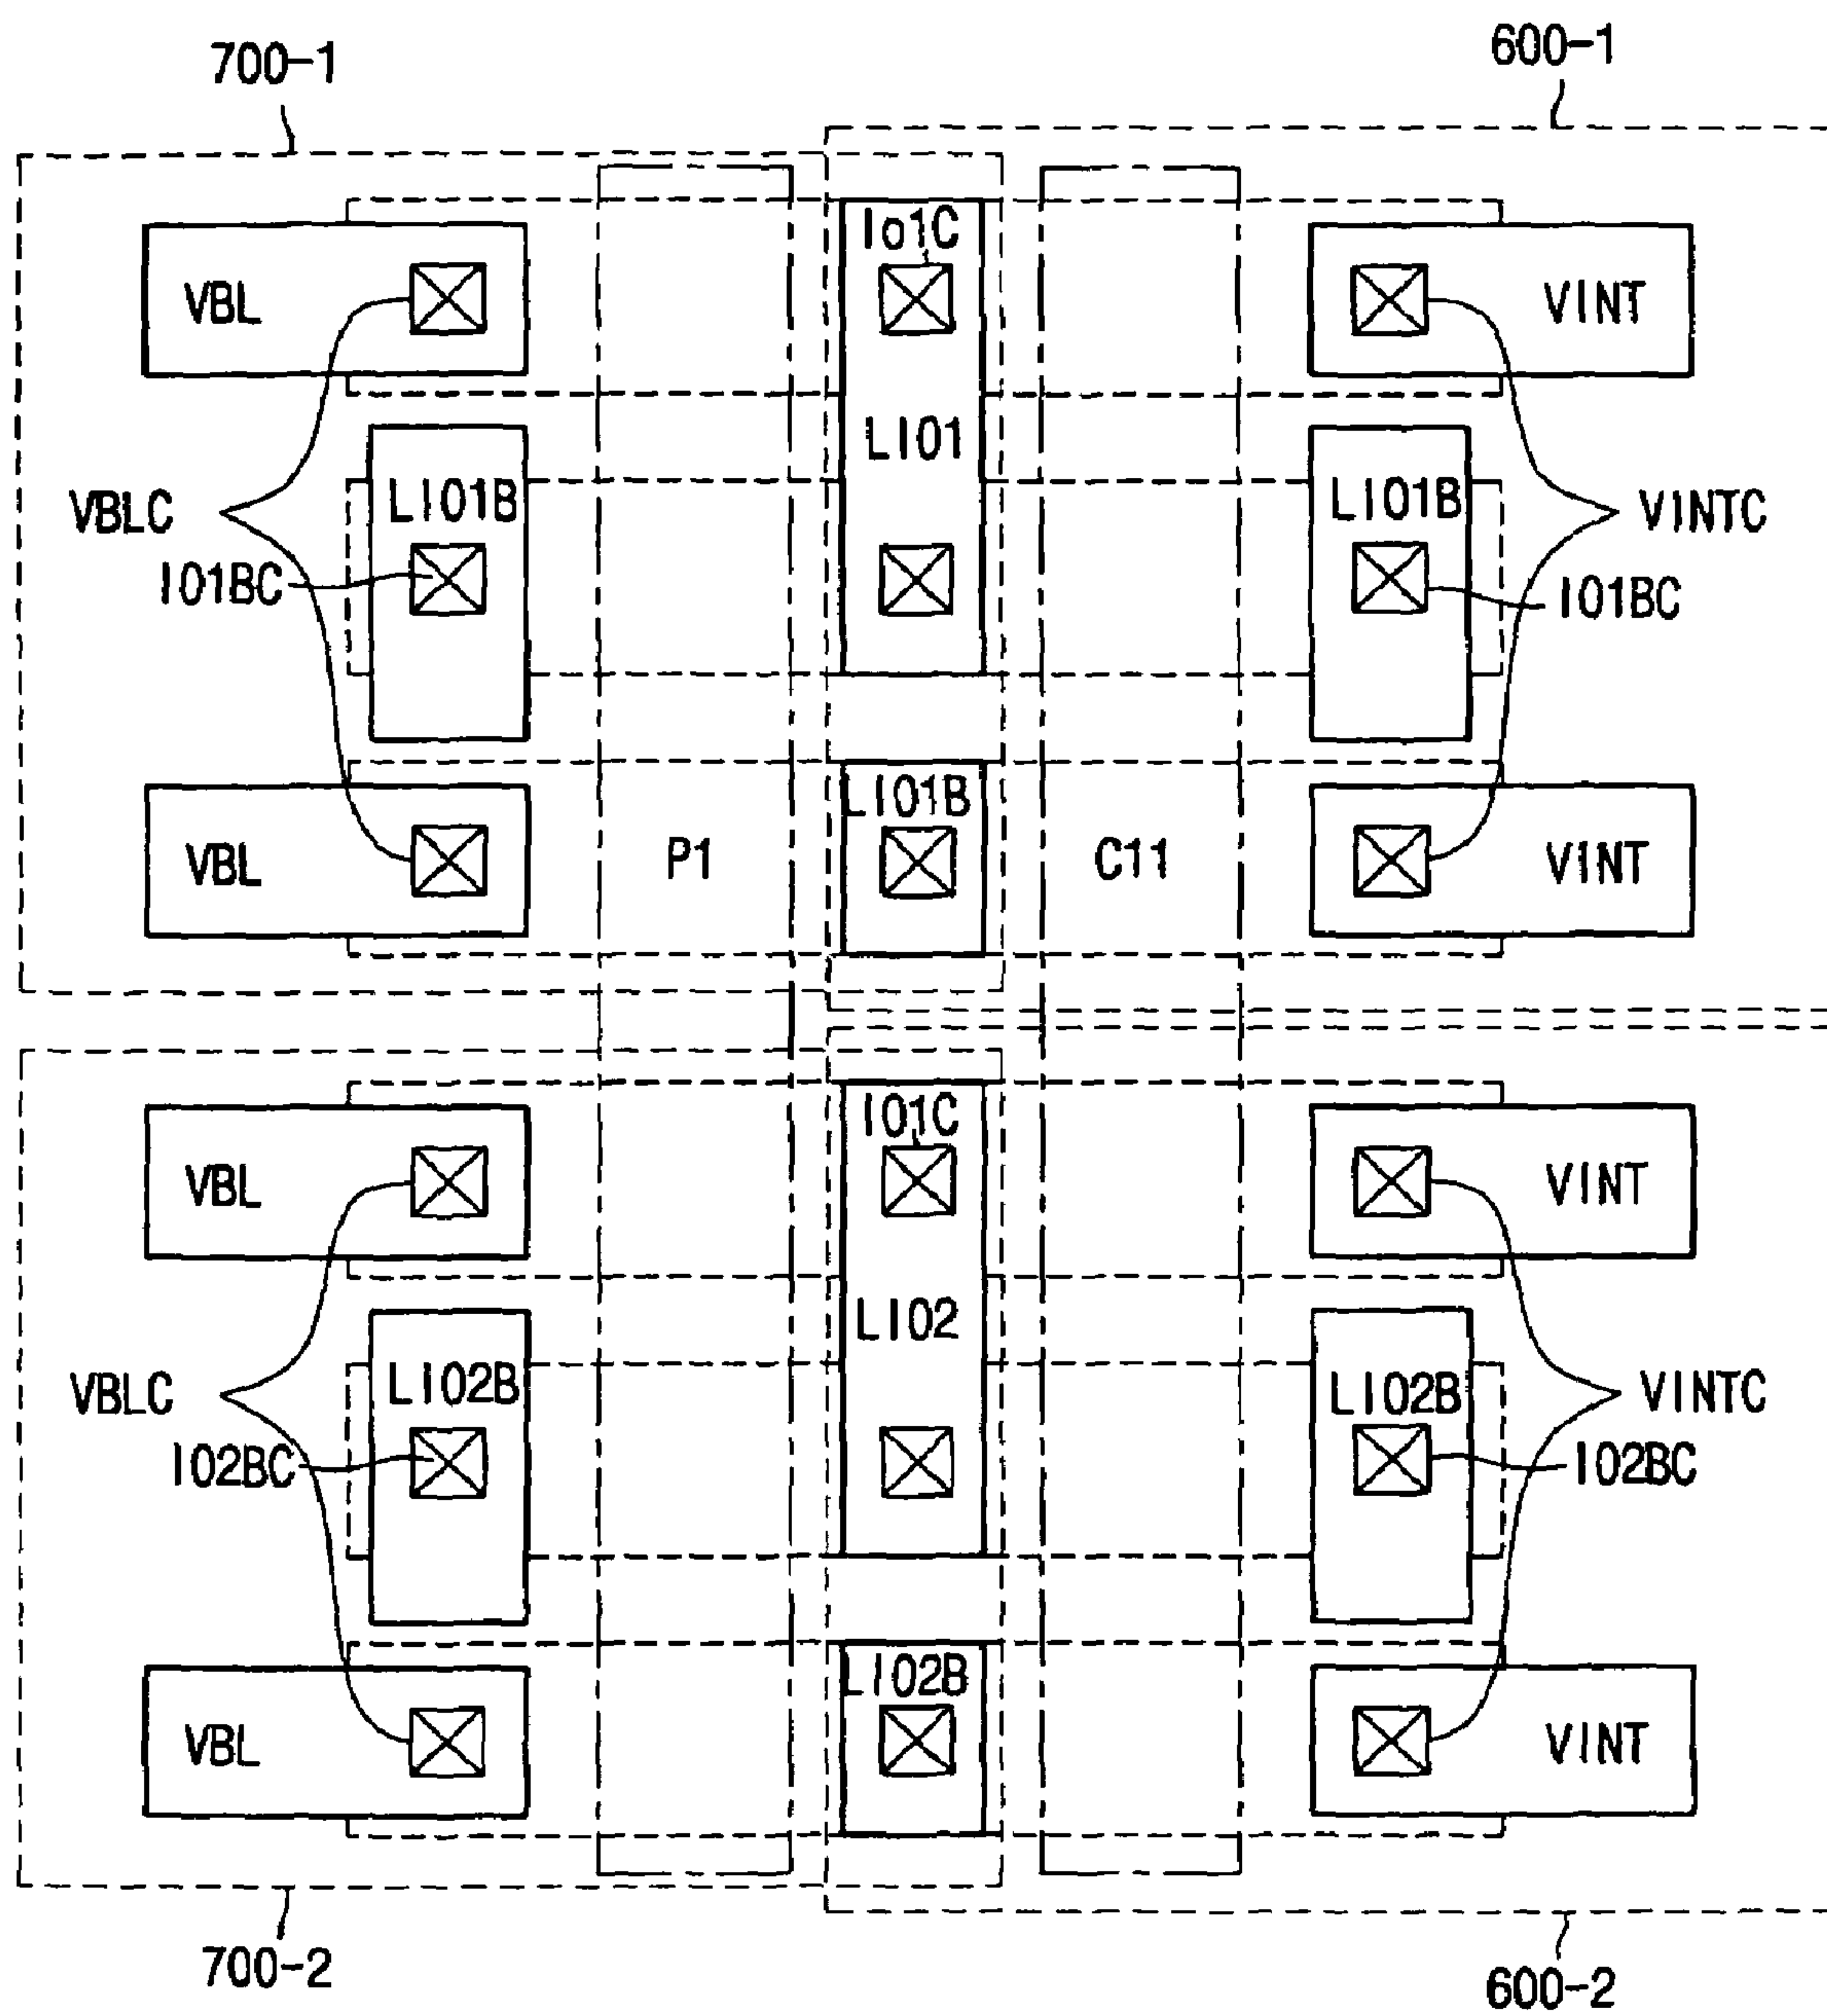 700-1
600-1
Io1C
VBL
VINT
LIO1
LIO1B
LIO1B
VBLC
VINTC
IO1BC
IO1BC
LIO1B
VBL
P1
C11
VINT
IO1C
VBL
VINT
LIO2
LIO2B
LIO2B
VBLC
VINTC
IO2BC
IO2BC
LIO2B
VBL
VINT
700-2
600-2